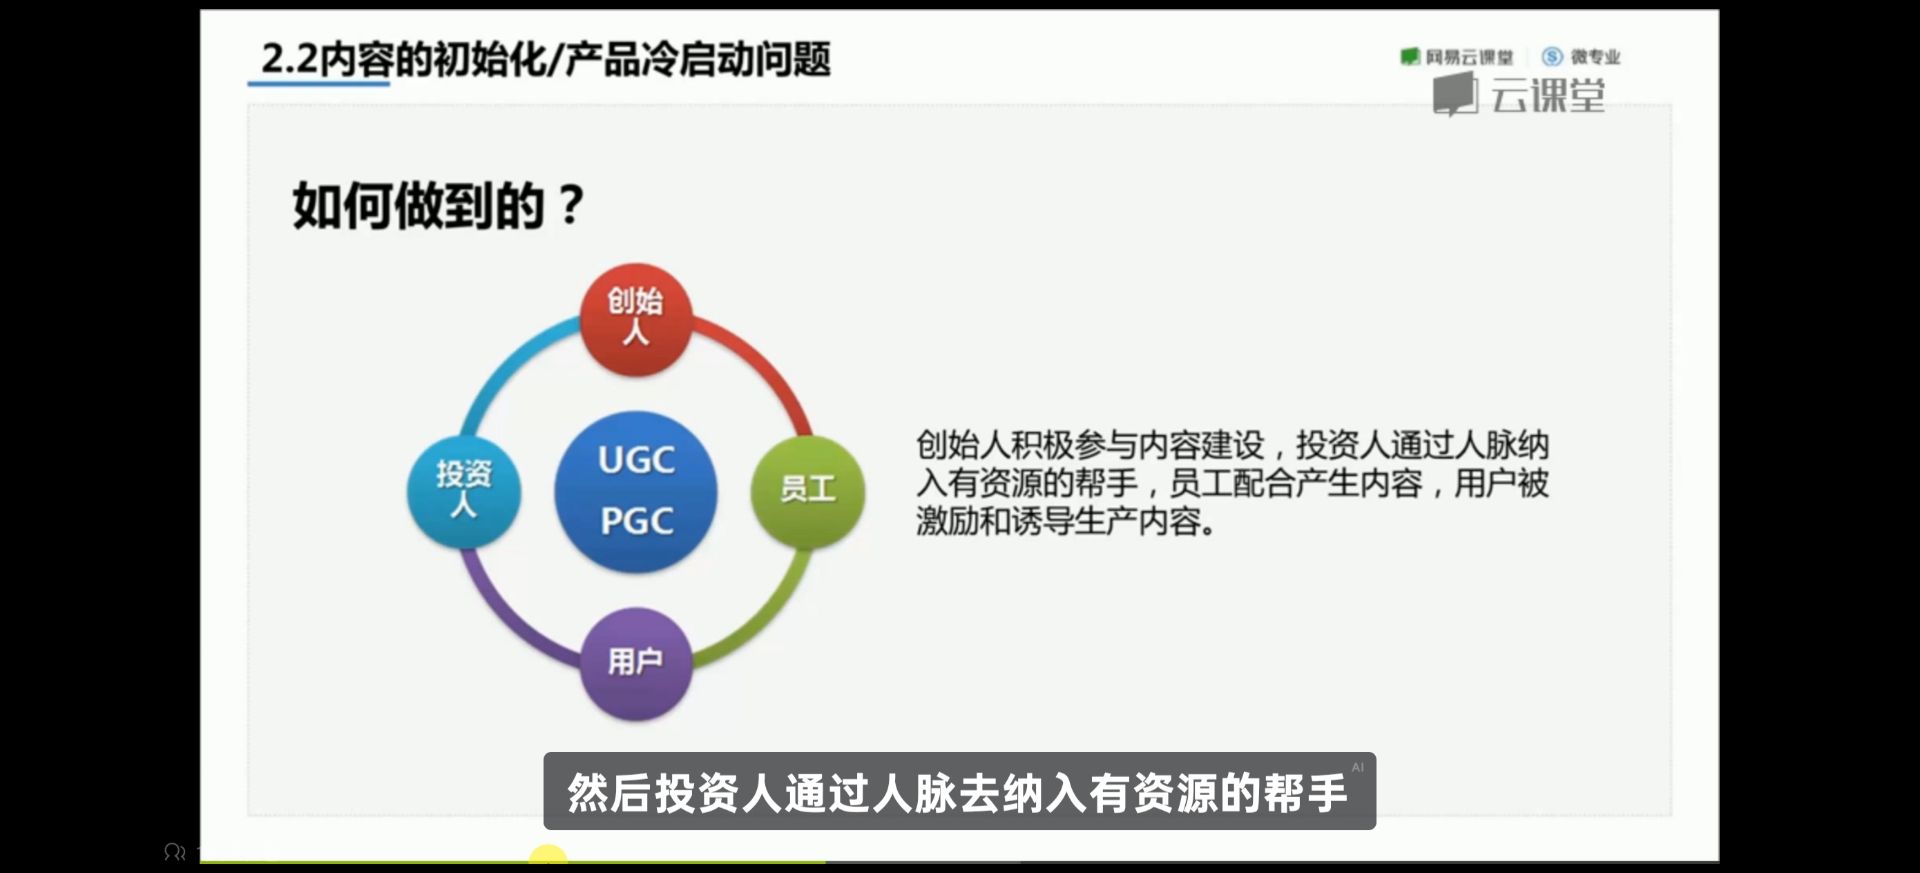 2.2内容的初始化/产品冷启动问题
网易云课堂
微专业
云课堂
如何做到的？
创始
人
投资
人
UGC
PGC
员工
用户
创始人积极参与内容建设，投资人通过人脉纳
入有资源的帮手，员工配合产生内容，用户被
激励和诱导生产内容。
然后投资人通过人脉去纳入有资源的帮手
AI